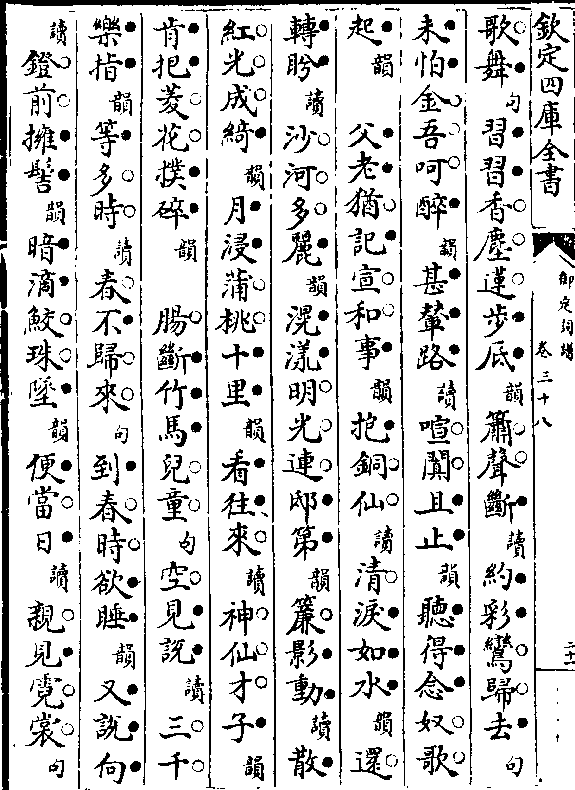 欽定四庫全書
御定詞譜
卷三十八
歌舞句習習香塵蓮步底韻簫聲斷讀約彩鸞歸去句
未怕金吾呵醉韻甚輦路讀喧闐且止韻聽得念奴歌
起韻父老猶記宣和事韻抱銅仙讀清淚如水韻還
轉盻讀沙河多麗韻滉漾明光連邸第韻簾影動讀散
紅光成綺韻月浸蒲桃十里韻看往來讀神仙才子韻
肯把菱花撲碎韻腸斷竹馬兒童句空見說讀三千
樂指韻等多時讀春不歸來句到春時欲睡韻又說向
讀鐙前擁髻韻暗滴鮫珠墜韻便當日讀親見霓裳句